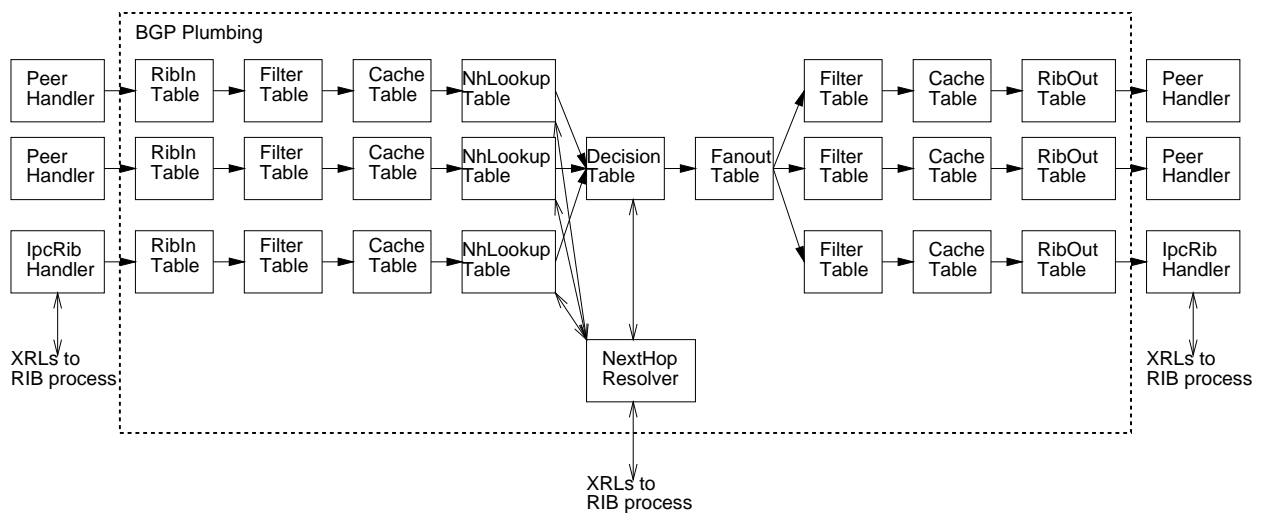 BGP Plumbing
Peer
Handler
RibIn
Table
Filter
Table
Cache
Table
NhLookup
Table
Filter
Table
Cache
Table
RibOut
Table
Peer
Handler
Peer
Handler
RibIn
Table
Filter
Table
Cache
Table
NhLookup
Table
Decision
Table
Fanout
Table
Filter
Table
Cache
Table
RibOut
Table
Peer
Handler
IpcRib
Handler
RibIn
Table
Filter
Table
Cache
Table
NhLookup
Table
Filter
Table
Cache
Table
RibOut
Table
IpcRib
Handler
XRLs to
RIB process
NextHop
Resolver
XRLs to
RIB process
XRLs to
RIB process